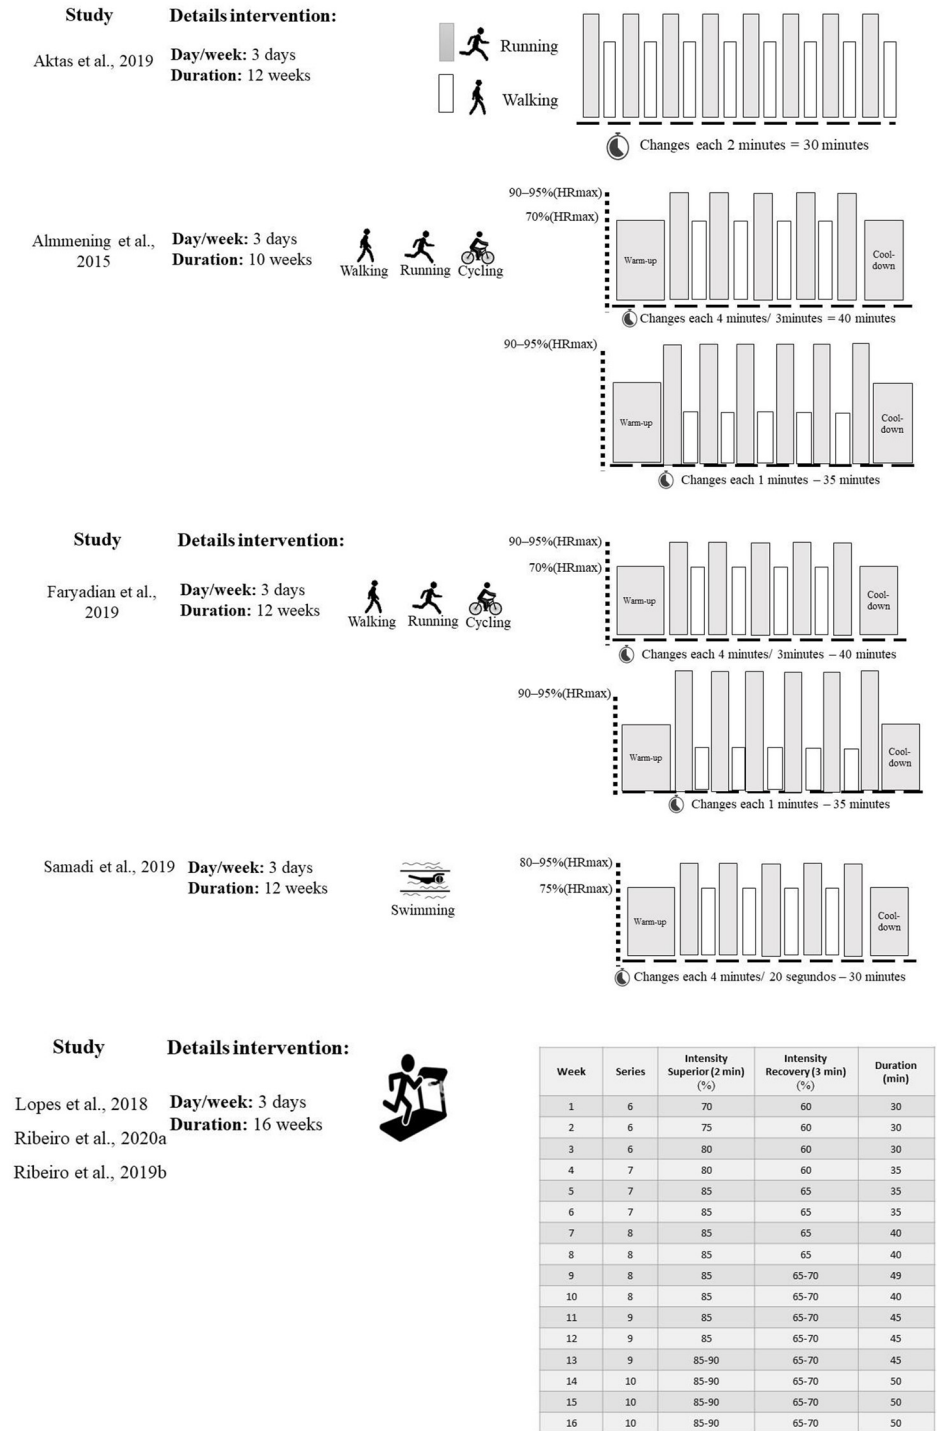 Study
Details intervention:
Aktas et al., 2019
Day/week: 3 days
Duration: 12 weeks
Running
Walking
Changes each 2 minutes = 30 minutes
Almmening et al.,
2015
Day/week: 3 days
Duration: 10 weeks
Walking Running Cycling
90–95%(HRmax)
70%(HRmax)
Warm-up
Cool-
down
Changes each 4 minutes/ 3minutes = 40 minutes
90–95%(HRmax)
Warm-up
Cool-
down
Changes each 1 minutes – 35 minutes
Study
Details intervention:
Faryadian et al.,
2019
Day/week: 3 days
Duration: 12 weeks
Walking Running Cycling
90–95%(HRmax)
70%(HRmax)
Warm-up
Cool-
down
Changes each 4 minutes/ 3minutes – 40 minutes
90–95%(HRmax)
Warm-up
Cool-
down
Changes each 1 minutes – 35 minutes
Samadi et al., 2019
Day/week: 3 days
Duration: 12 weeks
Swimming
80–95%(HRmax)
75%(HRmax)
Warm-up
Cool-
down
Changes each 4 minutes/ 20 segundos – 30 minutes
Study
Details intervention:
Lopes et al., 2018
Ribeiro et al., 2020a
Ribeiro et al., 2019b
Day/week: 3 days
Duration: 16 weeks
Week Series Intensity Superior (2 min) (%) Intensity Recovery (3 min) (%) Duration (min)
1 6 70 60 30
2 6 75 60 30
3 6 80 60 30
4 7 80 60 35
5 7 85 65 35
6 7 85 65 35
7 8 85 65 40
8 8 85 65 40
9 8 85 65-70 49
10 8 85 65-70 40
11 9 85 65-70 45
12 9 85 65-70 45
13 9 85-90 65-70 45
14 10 85-90 65-70 50
15 10 85-90 65-70 50
16 10 85-90 65-70 50